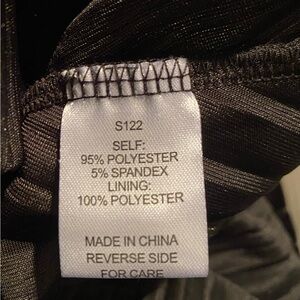 S122
SELF:
95% POLYESTER
5% SPANDEX
LINING:
100% POLYESTER
MADE IN CHINA
REVERSE SIDE
FOR CARE